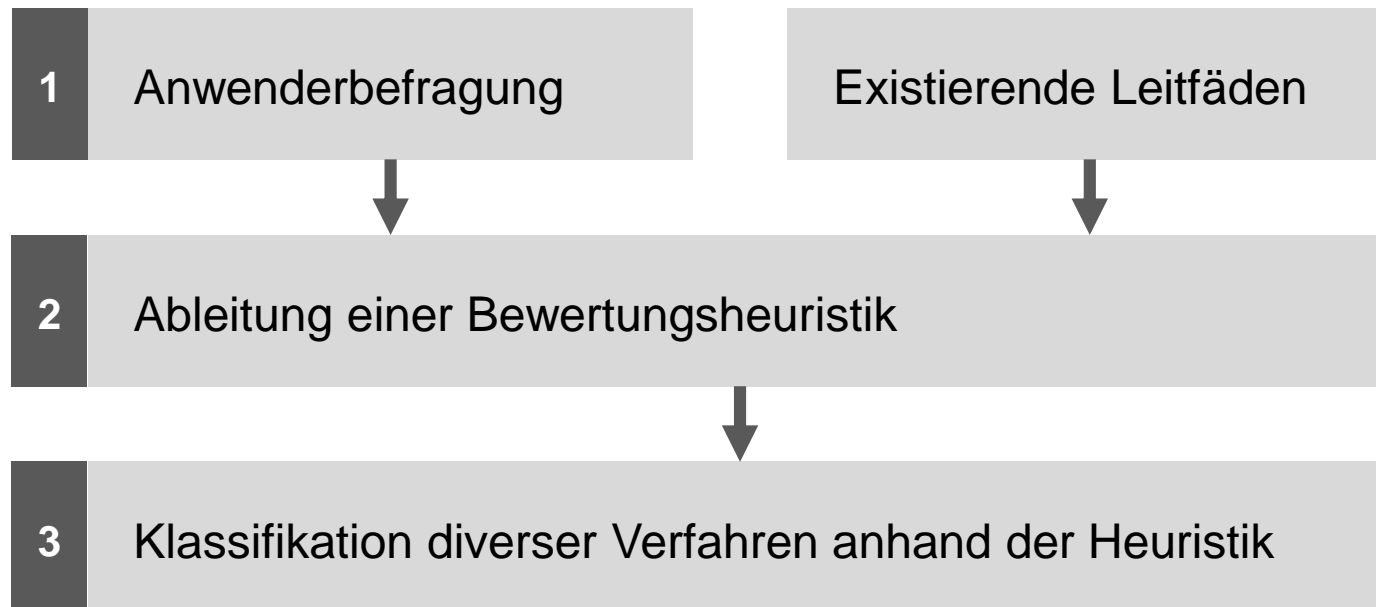 1 Anwenderbefragung
Existierende Leitfäden
2 Ableitung einer Bewertungsheuristik
3 Klassifikation diverser Verfahren anhand der Heuristik